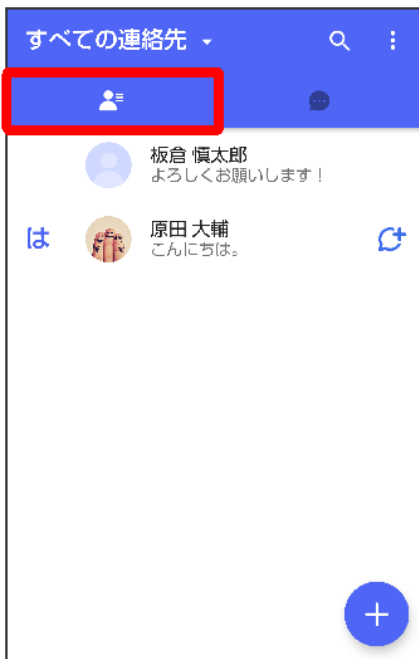 すべての連絡先
板倉 慎太郎
よろしくお願いします！
は
原田 大輔
こんにちは。